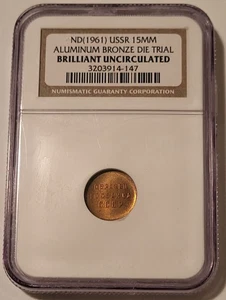 ND(1961) USSR 15MM
ALUMINUM BRONZE DIE TRIAL
BRILLIANT UNCIRCULATED
3203914-147
NUMISMATIC GUARANTY CORPORATION